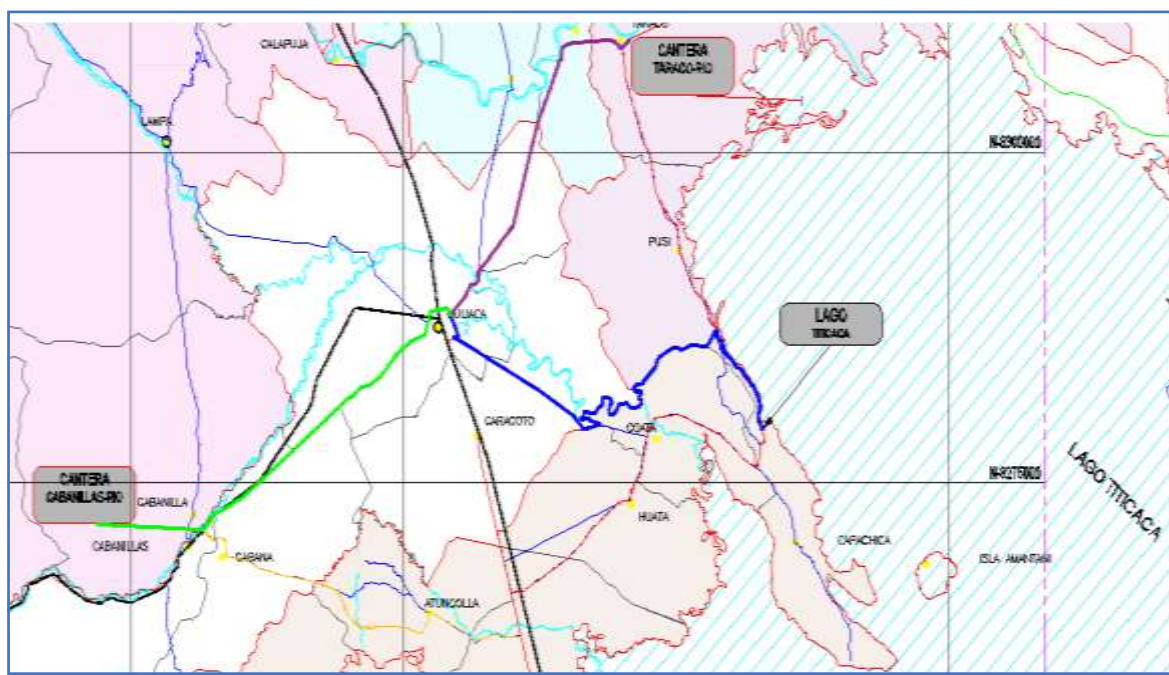 CALAPUJA
CANTERA
TARACO-RIO
LAMPA
PUSI
JULIACA
LAGO
TITICACA
CARACOTO
COATA
CANTERA
CABANILLAS-RIO
CABANILLA
N-8275000
LAGO TITICACA
HUATA
CABANILLAS
CABANA
CAPACHICA
ISLA - AMANTANI
ATUNCOLLA